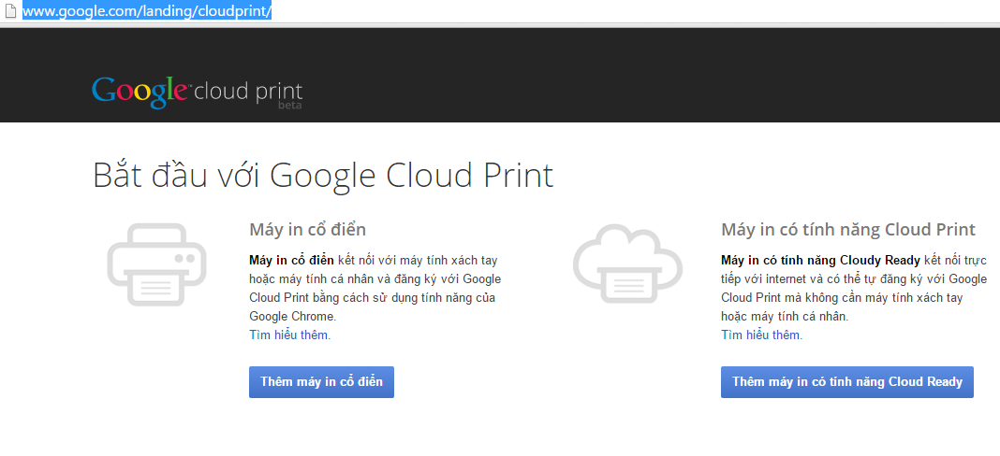 www.google.com/landing/cloudprint/
Google™ cloud print
beta
Bắt đầu với Google Cloud Print
Máy in cổ điển
Máy in cổ điển kết nối với máy tính xách tay
hoặc máy tính cá nhân và đăng ký với Google
Cloud Print bằng cách sử dụng tính năng của
Google Chrome.
Tìm hiểu thêm.
Thêm máy in cổ điển
Máy in có tính năng Cloud Print
Máy in có tính năng Cloudy Ready kết nối trực
tiếp với internet và có thể tự đăng ký với Google
Cloud Print mà không cần máy tính xách tay
hoặc máy tính cá nhân.
Tìm hiểu thêm.
Thêm máy in có tính năng Cloud Ready